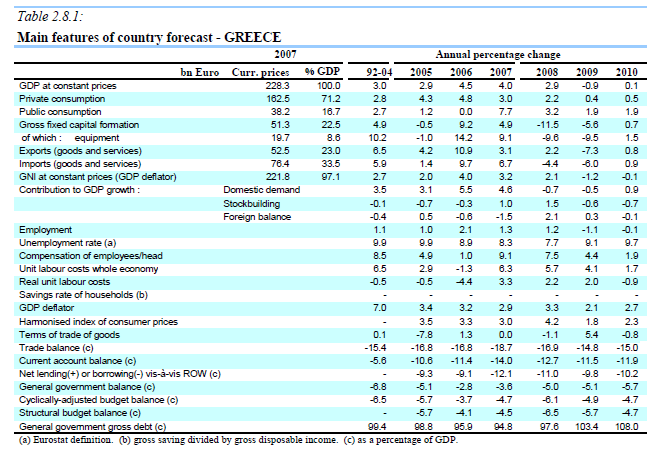 Table 2.8.1:
Main features of country forecast - GREECE
2007 Annual percentage change
bn Euro Curr. prices % GDP 92-04 2005 2006 2007 2008 2009 2010
GDP at constant prices 228.3 100.0 3.0 2.9 4.5 4.0 2.9 -0.9 0.1
Private consumption 162.5 71.2 2.8 4.3 4.8 3.0 2.2 0.4 0.5
Public consumption 38.2 16.7 2.7 1.2 0.0 7.7 3.2 1.9 1.9
Gross fixed capital formation 51.3 22.5 4.9 -0.5 9.2 4.9 -11.5 -5.6 0.7
of which : equipment 19.7 8.6 10.2 -1.0 14.2 9.1 -9.6 -9.5 1.5
Exports (goods and services) 52.5 23.0 6.5 4.2 10.9 3.1 2.2 -7.3 0.8
Imports (goods and services) 76.4 33.5 5.9 1.4 9.7 6.7 -4.4 -6.0 0.9
GNI at constant prices (GDP deflator) 221.8 97.1 2.7 2.0 4.0 3.2 2.1 -1.2 -0.1
Contribution to GDP growth : Domestic demand 3.5 3.1 5.5 4.6 -0.7 -0.5 0.9
Stockbuilding -0.1 -0.7 -0.3 1.0 1.5 -0.6 -0.7
Foreign balance -0.4 0.5 -0.6 -1.5 2.1 0.3 -0.1
Employment 1.1 1.0 2.1 1.3 1.2 -1.1 -0.1
Unemployment rate (a) 9.9 9.9 8.9 8.3 7.7 9.1 9.7
Compensation of employees/head 8.5 4.9 1.0 9.1 7.5 4.4 1.9
Unit labour costs whole economy 6.5 2.9 -1.3 6.3 5.7 4.1 1.7
Real unit labour costs -0.5 -0.5 -4.4 3.3 2.2 2.0 -0.9
Savings rate of households (b) - - - - - - -
GDP deflator 7.0 3.4 3.2 2.9 3.3 2.1 2.7
Harmonised index of consumer prices - 3.5 3.3 3.0 4.2 1.8 2.3
Terms of trade of goods 0.1 -7.8 1.3 0.0 -1.1 5.4 -0.8
Trade balance (c) -15.4 -16.8 -16.8 -18.7 -16.9 -14.8 -15.0
Current account balance (c) -5.6 -10.6 -11.4 -14.0 -12.7 -11.5 -11.9
Net lending(+) or borrowing(-) vis-à-vis ROW (c) - -9.3 -9.1 -12.1 -11.0 -9.8 -10.2
General government balance (c) -6.8 -5.1 -2.8 -3.6 -5.0 -5.1 -5.7
Cyclically-adjusted budget balance (c) -6.5 -5.7 -3.7 -4.7 -6.1 -4.9 -4.7
Structural budget balance (c) - -5.7 -4.1 -4.5 -6.5 -5.7 -4.7
General government gross debt (c) 99.4 98.8 95.9 94.8 97.6 103.4 108.0
(a) Eurostat definition. (b) gross saving divided by gross disposable income. (c) as a percentage of GDP.